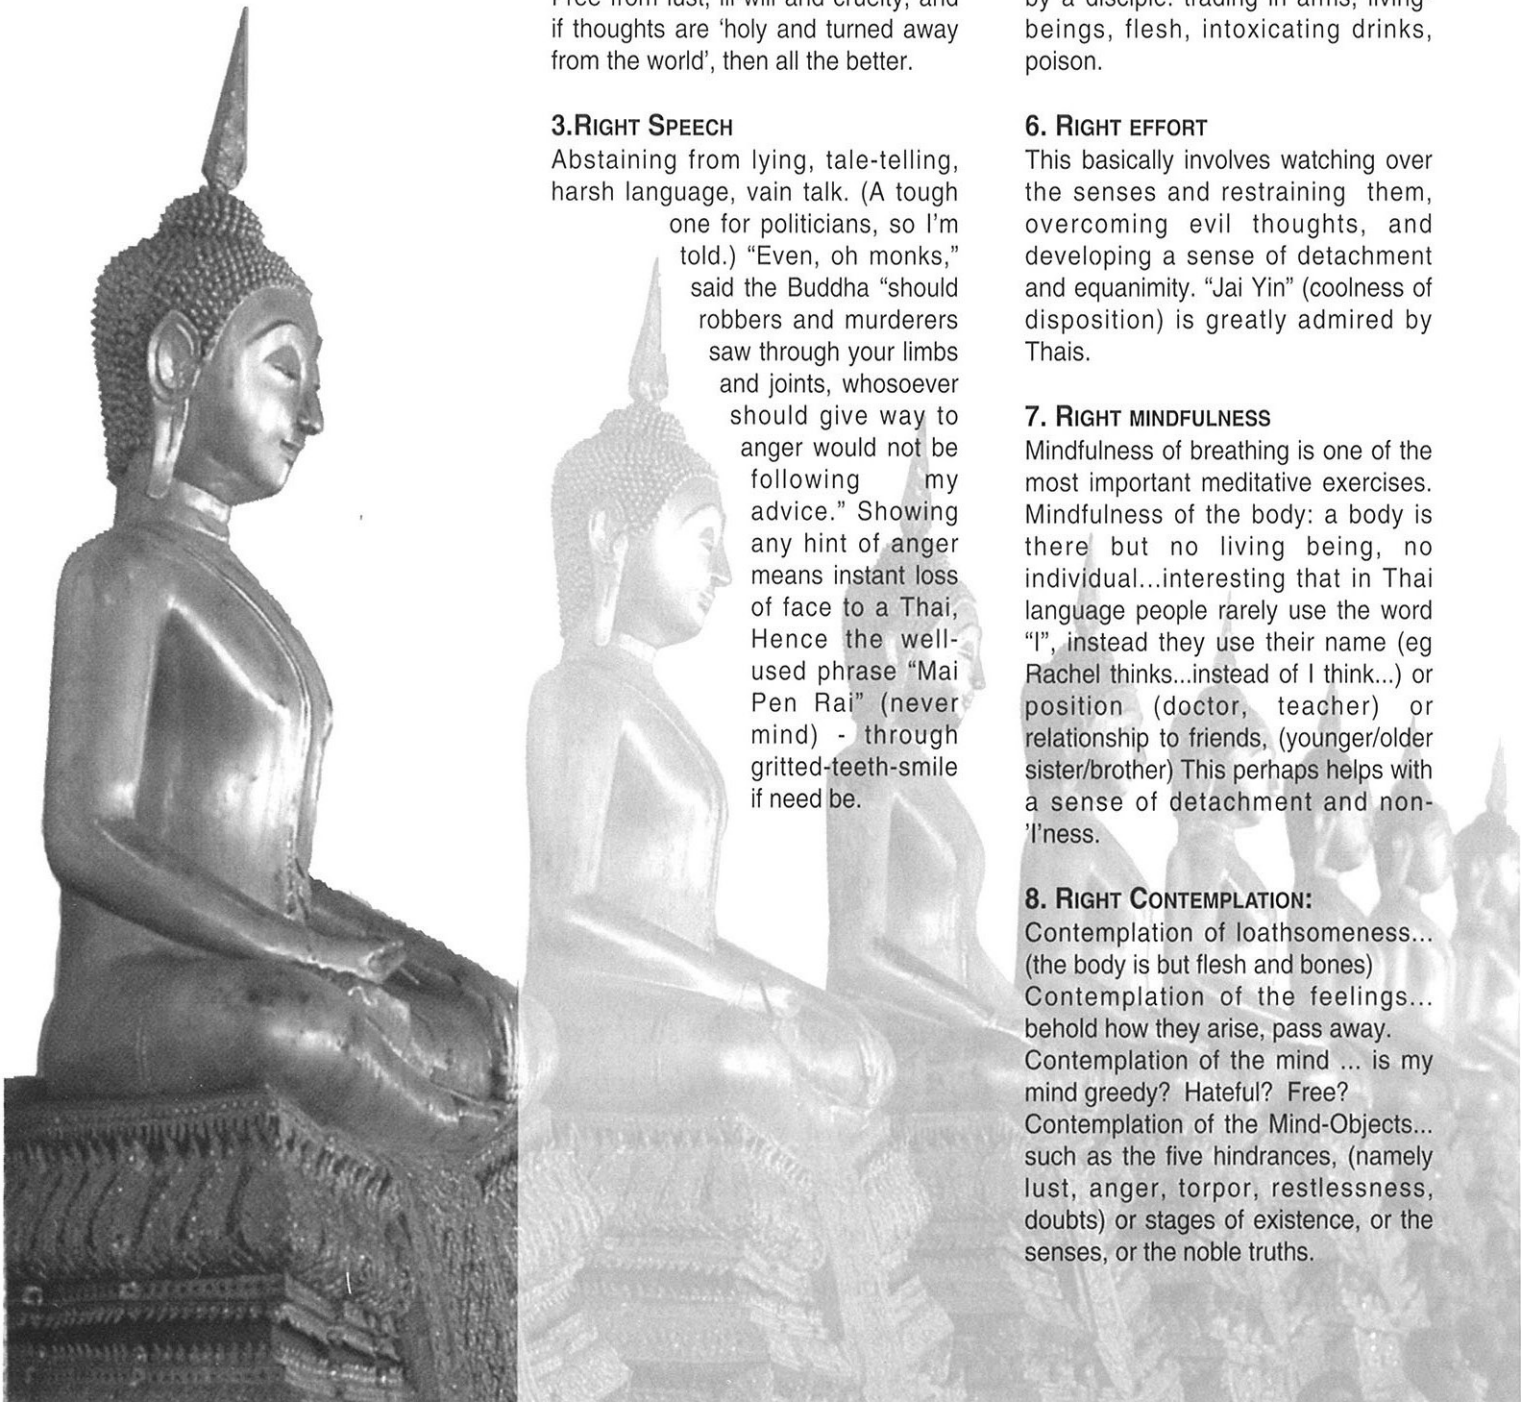 Free from lust, ill will and cruelty, and
if thoughts are ‘holy and turned away
from the world’, then all the better.
3.RIGHT SPEECH
Abstaining from lying, tale-telling,
harsh language, vain talk. (A tough
one for politicians, so I’m
told.) “Even, oh monks,”
said the Buddha “should
robbers and murderers
saw through your limbs
and joints, whosoever
should give way to
anger would not be
following my
advice.” Showing
any hint of anger
means instant loss
of face to a Thai,
Hence the well-
used phrase “Mai
Pen Rai” (never
mind) - through
gritted-teeth-smile
if need be.
by a disciple: trading in arms, living
beings, flesh, intoxicating drinks,
poison.
6. RIGHT EFFORT
This basically involves watching over
the senses and restraining them,
overcoming evil thoughts, and
developing a sense of detachment
and equanimity. “Jai Yin” (coolness of
disposition) is greatly admired by
Thais.
7. RIGHT MINDFULNESS
Mindfulness of breathing is one of the
most important meditative exercises.
Mindfulness of the body: a body is
there but no living being, no
individual...interesting that in Thai
language people rarely use the word
“I”, instead they use their name (eg
Rachel thinks...instead of I think...) or
position (doctor, teacher) or
relationship to friends, (younger/older
sister/brother) This perhaps helps with
a sense of detachment and non-
’I’ness.
8. RIGHT CONTEMPLATION:
Contemplation of loathsomeness...
(the body is but flesh and bones)
Contemplation of the feelings...
behold how they arise, pass away.
Contemplation of the mind ... is my
mind greedy? Hateful? Free?
Contemplation of the Mind-Objects...
such as the five hindrances, (namely
lust, anger, torpor, restlessness,
doubts) or stages of existence, or the
senses, or the noble truths.